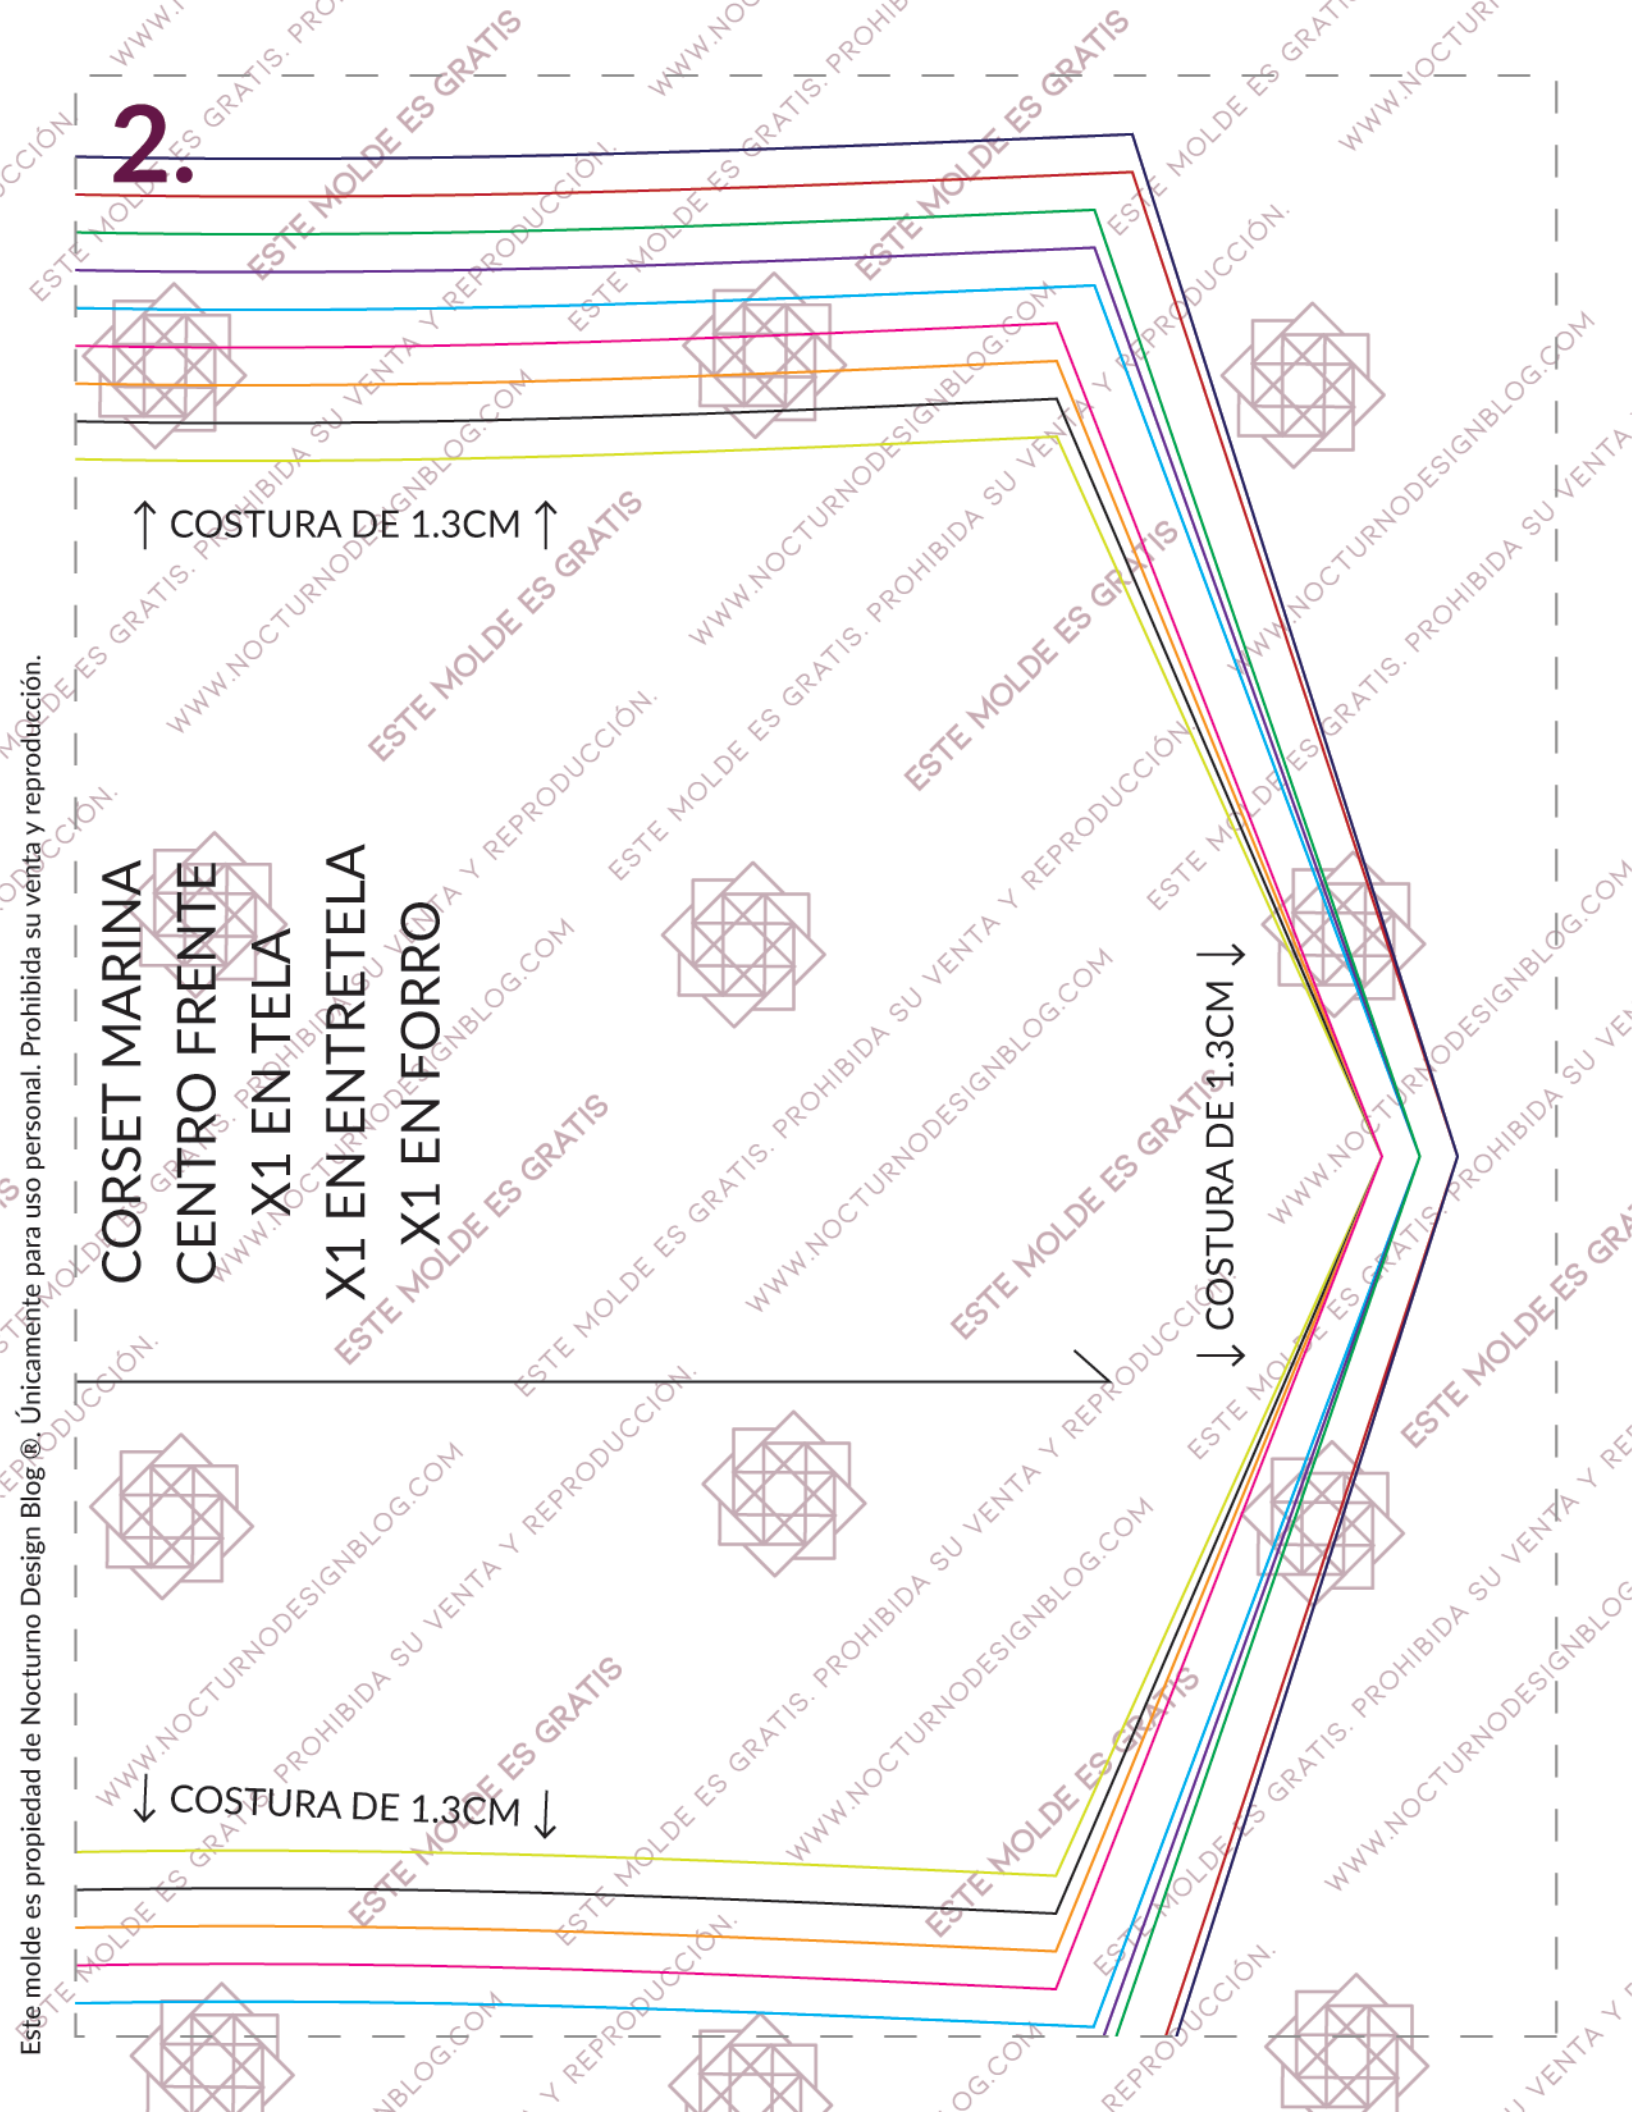 2.
↑ COSTURA DE 1.3CM ↑
CORSET MARINA
CENTRO FRENTE
X1 EN TELA
X1 EN ENTRETELA
X1 EN FORRO
↓ COSTURA DE 1.3CM ↓
↓ COSTURA DE 1.3CM ↓
Este molde es propiedad de Nocturno Design Blog ®. Únicamente para uso personal. Prohibida su venta y reproducción.
ESTE MOLDE ES GRATIS
ESTE MOLDE ES GRATIS. PROHIBIDA SU VENTA Y REPRODUCCIÓN.
WWW.NOCTURNODESIGNBLOG.COM